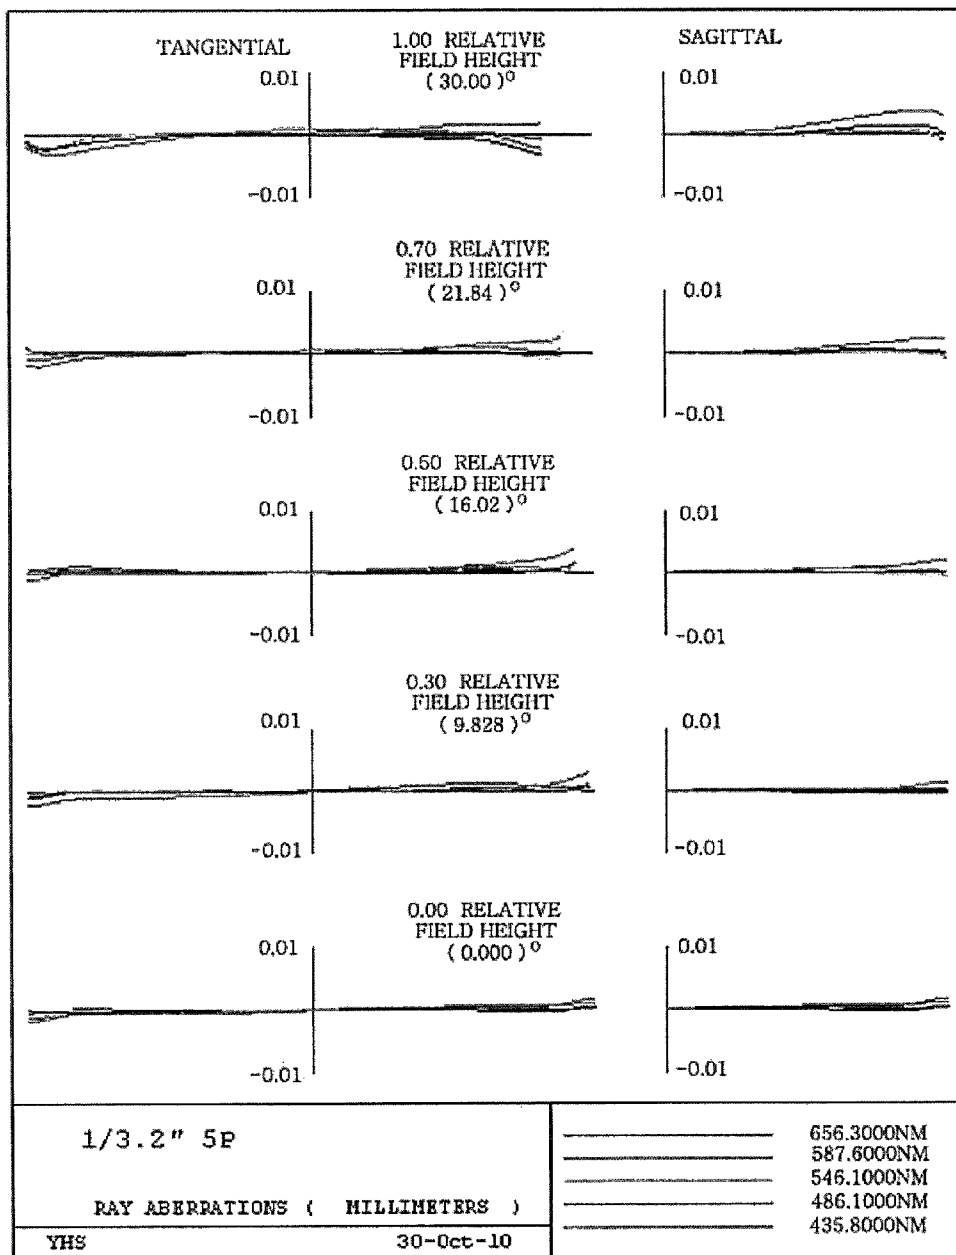 TANGENTIAL
1.00 RELATIVE
FIELD HEIGHT
( 30.00 )°
SAGITTAL
0.01
-0.01
0.01
-0.01
0.70 RELATIVE
FIELD HEIGHT
( 21.84 )°
0.01
-0.01
0.01
-0.01
0.50 RELATIVE
FIELD HEIGHT
( 16.02 )°
0.01
-0.01
0.01
-0.01
0.30 RELATIVE
FIELD HEIGHT
( 9.828 )°
0.01
-0.01
0.01
-0.01
0.00 RELATIVE
FIELD HEIGHT
( 0.000 )°
0.01
-0.01
0.01
-0.01
1/3.2" 5P
RAY ABERRATIONS ( MILLIMETERS )
YHS
30-Oct-10
656.3000NM
587.6000NM
546.1000NM
486.1000NM
435.8000NM